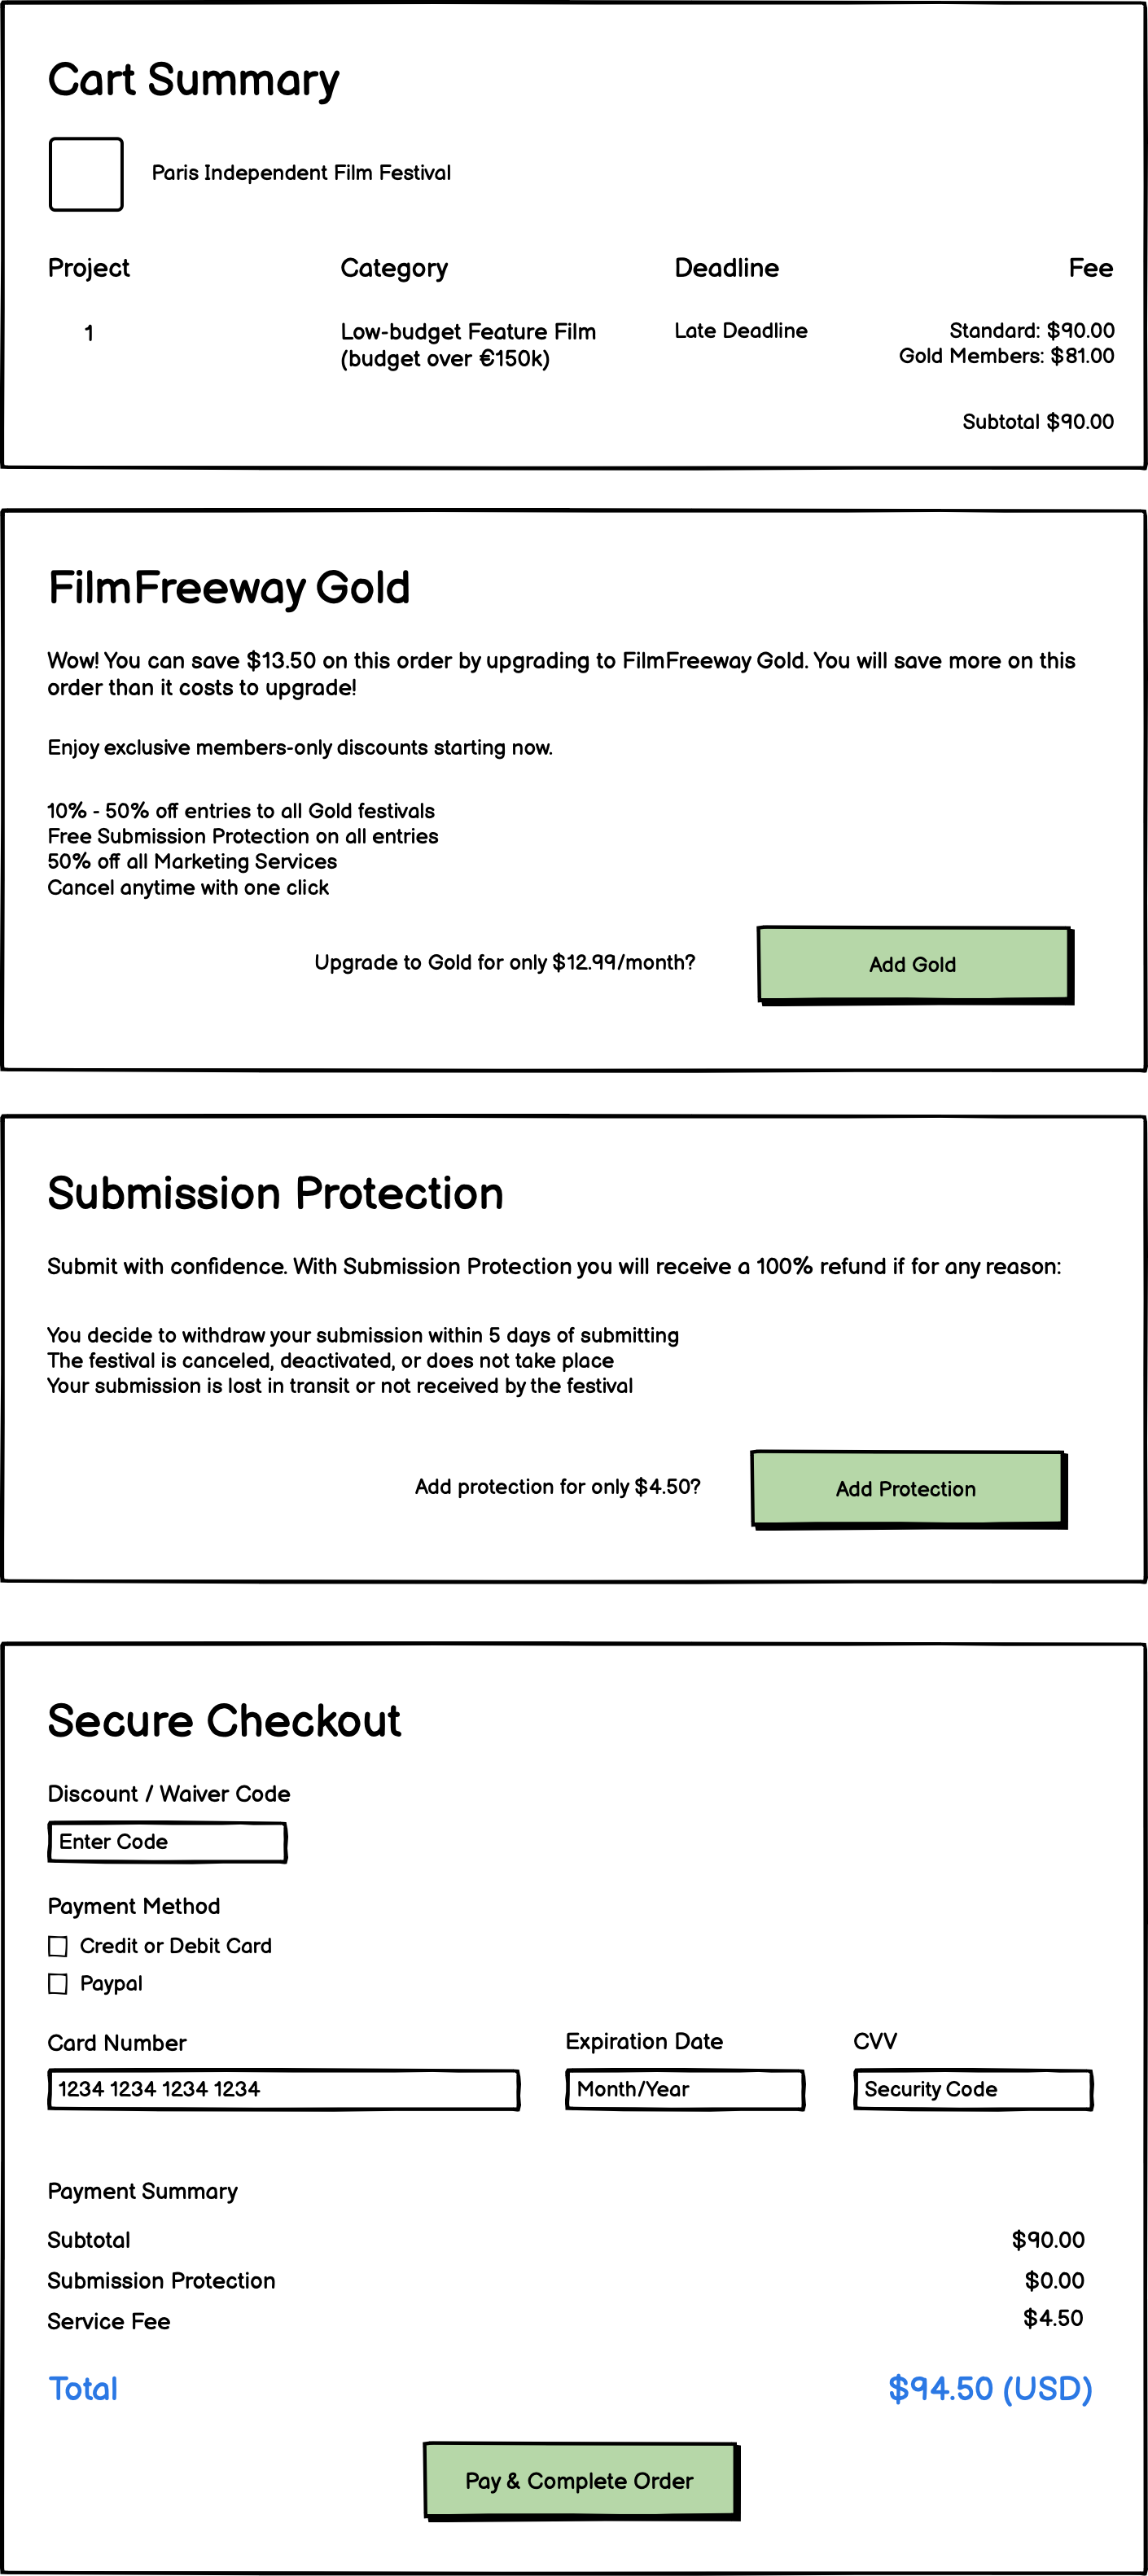 Cart Summary
Paris Independent Film Festival
Project Category Deadline Fee
1 Low-budget Feature Film Late Deadline Standard: $90.00
(budget over €150k) Gold Members: $81.00
Subtotal $90.00
FilmFreeway Gold
Wow! You can save $13.50 on this order by upgrading to FilmFreeway Gold. You will save more on this
order than it costs to upgrade!
Enjoy exclusive members-only discounts starting now.
10% - 50% off entries to all Gold festivals
Free Submission Protection on all entries
50% off all Marketing Services
Cancel anytime with one click
Upgrade to Gold for only $12.99/month? Add Gold
Submission Protection
Submit with confidence. With Submission Protection you will receive a 100% refund if for any reason:
You decide to withdraw your submission within 5 days of submitting
The festival is canceled, deactivated, or does not take place
Your submission is lost in transit or not received by the festival
Add protection for only $4.50? Add Protection
Secure Checkout
Discount / Waiver Code
Enter Code
Payment Method
Credit or Debit Card
Paypal
Card Number Expiration Date CVV
1234 1234 1234 1234 Month/Year Security Code
Payment Summary
Subtotal $90.00
Submission Protection $0.00
Service Fee $4.50
Total $94.50 (USD)
Pay & Complete Order